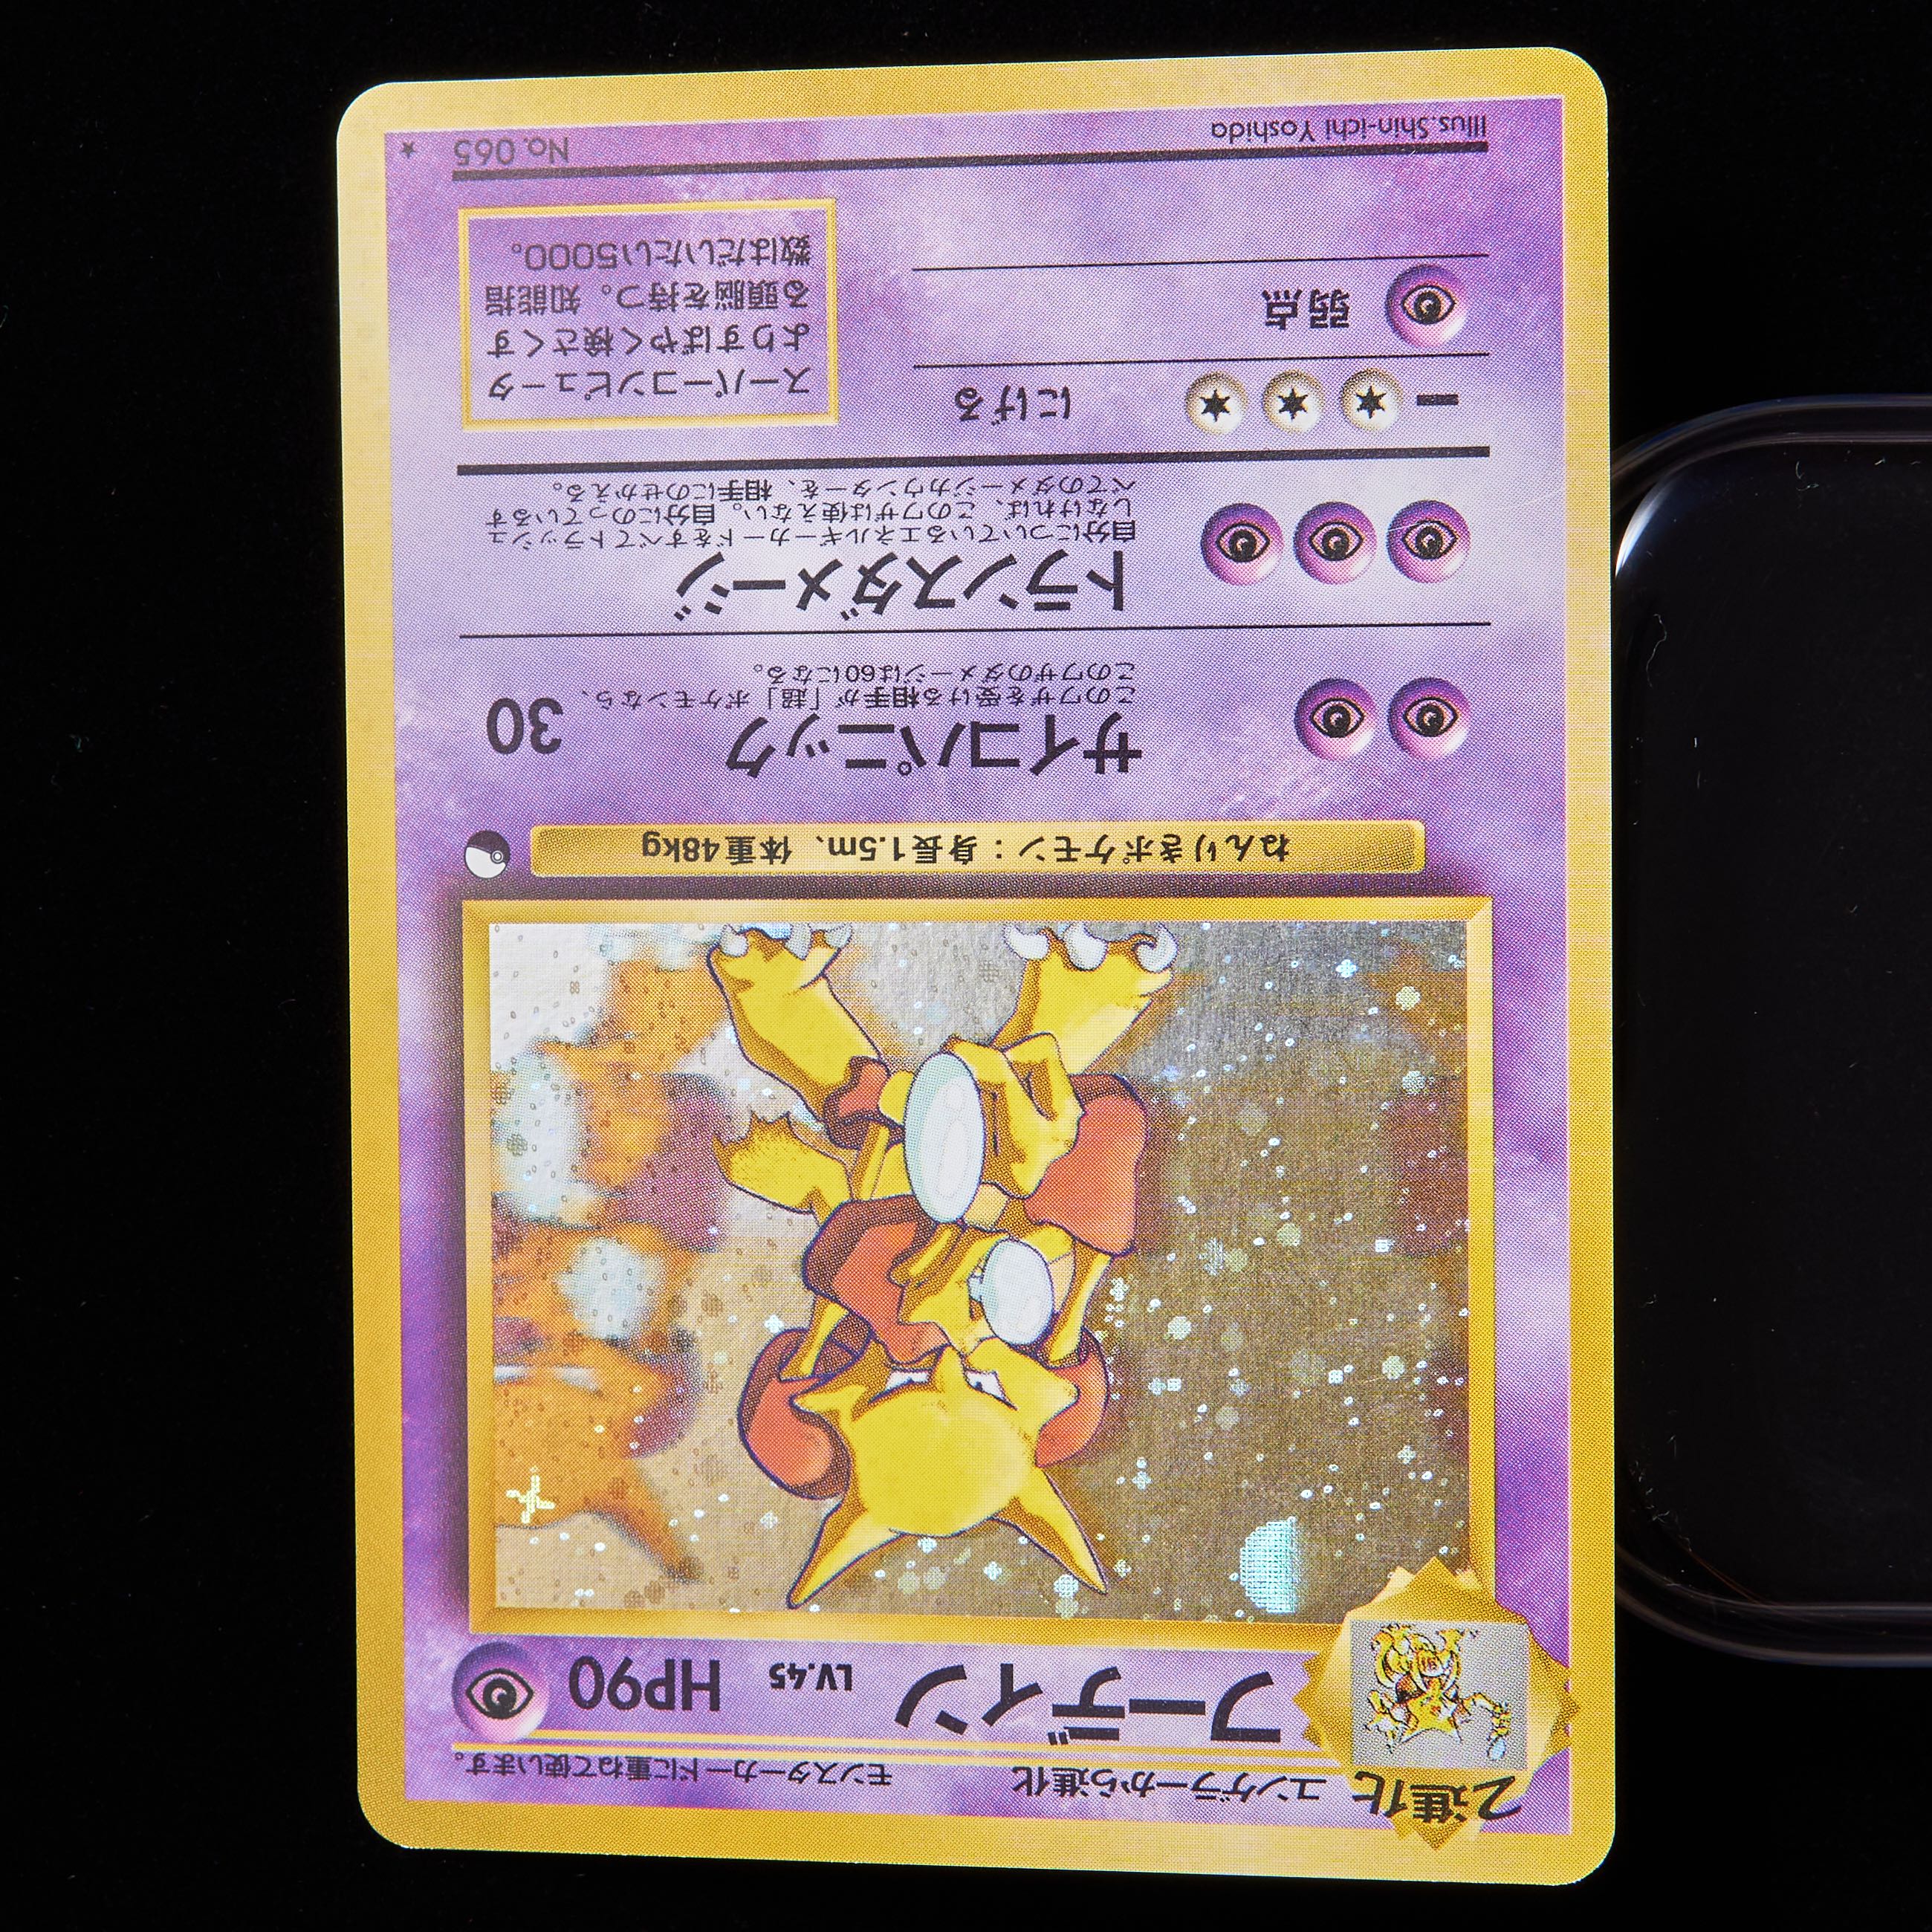 2進化
ユンゲラーから進化
モンスターカードに重ねて使います。
フーディン LV.45 HP90
ねんりきポケモン：身長1.5m、体重48kg
サイコパニック 30
このワザを受ける相手が「超」ポケモンなら、
このワザのダメージは60になる。
トランスダメージ
自分についているエネルギーカードをすべてトラッシュ
しなければ、このワザは使えない。自分にのっているす
べてのダメージカウンターを、相手にのせかえる。
ー
にげる
弱点
スーパーコンピュータ
よりすばやく検さくす
る頭脳を持つ。知能指
数はだいたい5000。
Illus.Shin-ichi Yoshida
No. 065 ★